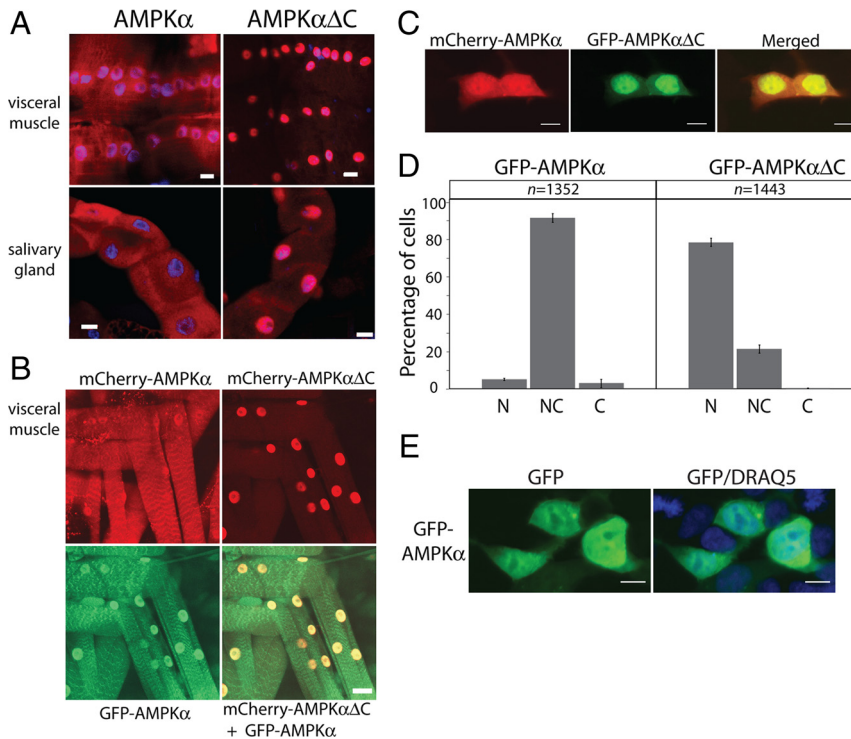 A
AMPKα
AMPKαΔC
visceral
muscle
salivary
gland
B
mCherry-AMPKα
mCherry-AMPKαΔC
visceral
muscle
GFP-AMPKα
mCherry-AMPKαΔC
+ GFP-AMPKα
C
mCherry-AMPKα
GFP-AMPKαΔC
Merged
D
GFP-AMPKα
GFP-AMPKαΔC
n=1352
n=1443
Percentage of cells
100
80
60
40
20
0
N
NC
C
N
NC
C
E
GFP
GFP/DRAQ5
GFP-
AMPKα